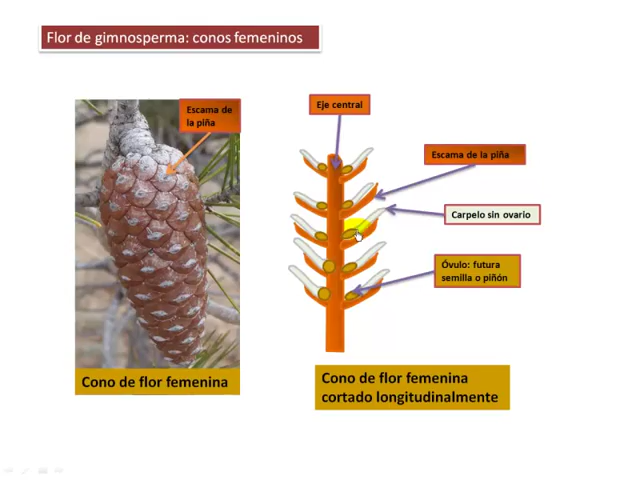 Flor de gimnosperma: conos femeninos
Escama de
la piña
Cono de flor femenina
Eje central
Escama de la piña
Carpelo sin ovario
Óvulo: futura
semilla o piñón
Cono de flor femenina
cortado longitudinalmente